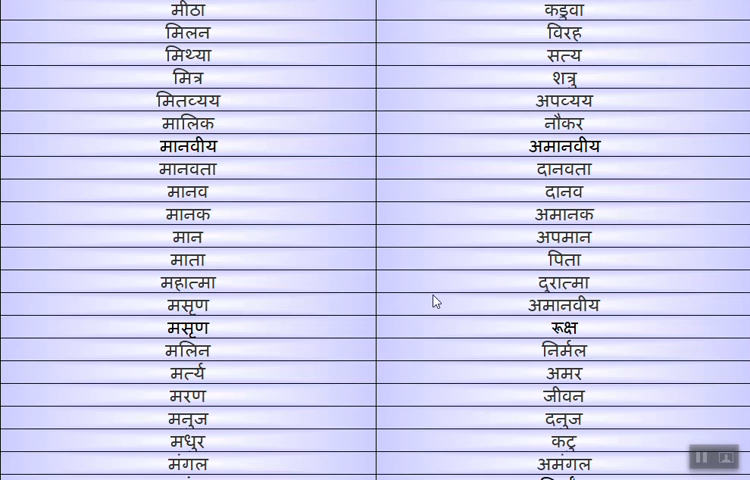 मीठा कड़ुवा
मिलन विरह
मिथ्या सत्य
मित्र शत्रु
मितव्यय अपव्यय
मालिक नौकर
मानवीय अमानवीय
मानवता दानवता
मानव दानव
मानक अमानक
मान अपमान
माता पिता
महात्मा दुरात्मा
मसृण अमानवीय
मसृण रूक्ष
मलिन निर्मल
मर्त्य अमर
मरण जीवन
मनुज दनुज
मधुर कटु
मंगल अमंगल